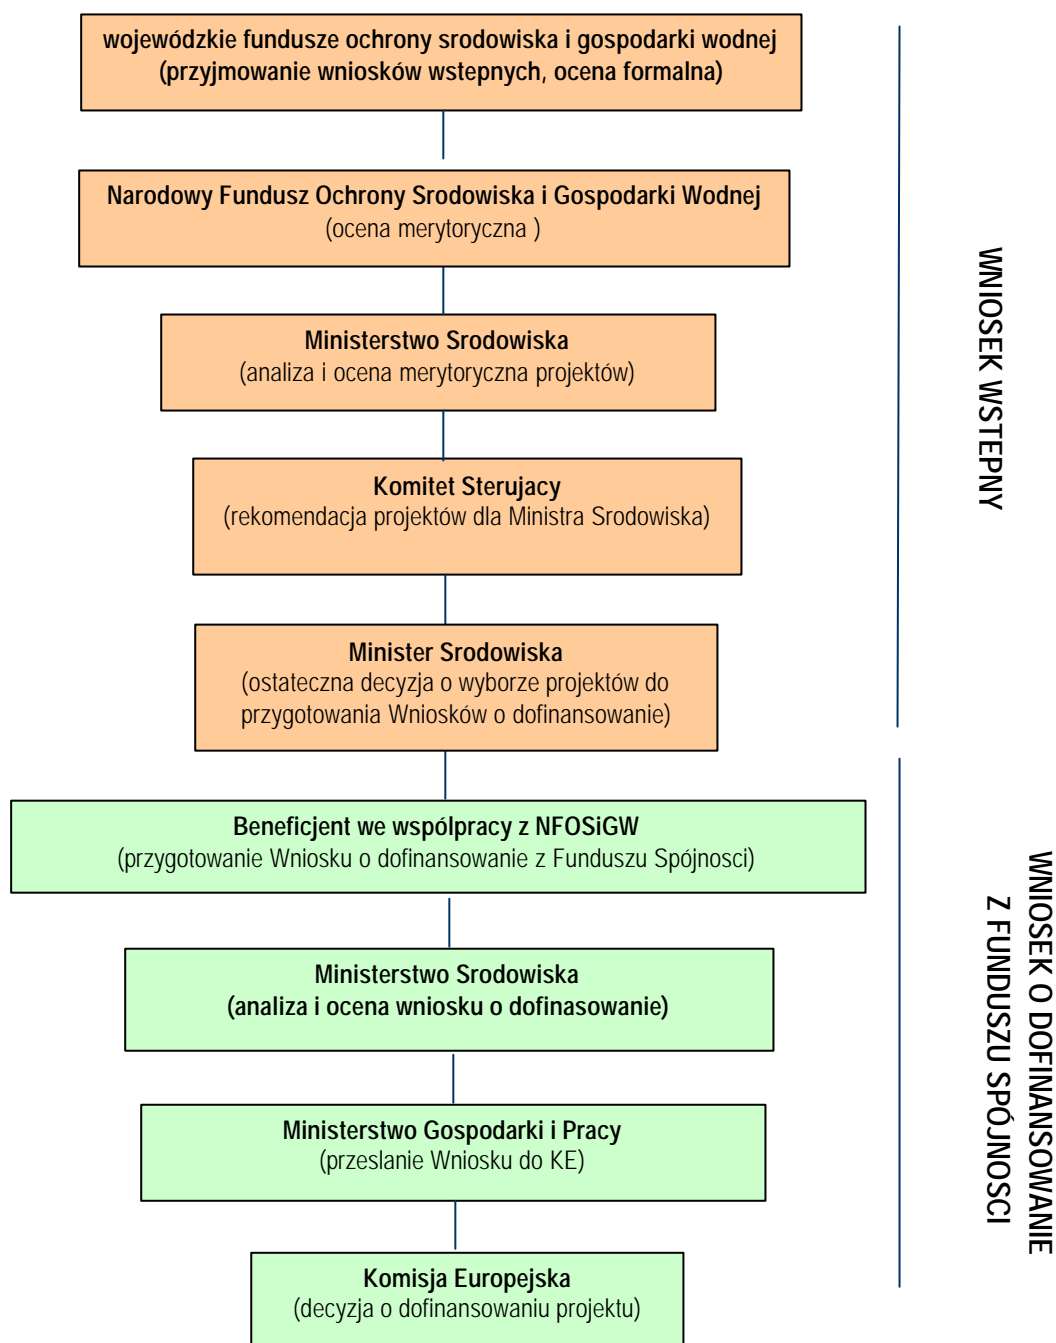 wojewódzkie fundusze ochrony srodowiska i gospodarki wodnej
(przyjmowanie wniosków wstepnych, ocena formalna)
Narodowy Fundusz Ochrony Srodowiska i Gospodarki Wodnej
(ocena merytoryczna )
Ministerstwo Srodowiska
(analiza i ocena merytoryczna projektów)
Komitet Sterujacy
(rekomendacja projektów dla Ministra Srodowiska)
Minister Srodowiska
(ostateczna decyzja o wyborze projektów do
przygotowania Wniosków o dofinansowanie)
WNIOSEK WSTEPNY
Beneficjent we wspólpracy z NFOSiGW
(przygotowanie Wniosku o dofinansowanie z Funduszu Spójnosci)
Ministerstwo Srodowiska
(analiza i ocena wniosku o dofinasowanie)
Ministerstwo Gospodarki i Pracy
(przeslanie Wniosku do KE)
Komisja Europejska
(decyzja o dofinansowaniu projektu)
WNIOSEK O DOFINANSOWANIE
Z FUNDUSZU SPÓJNOSCI